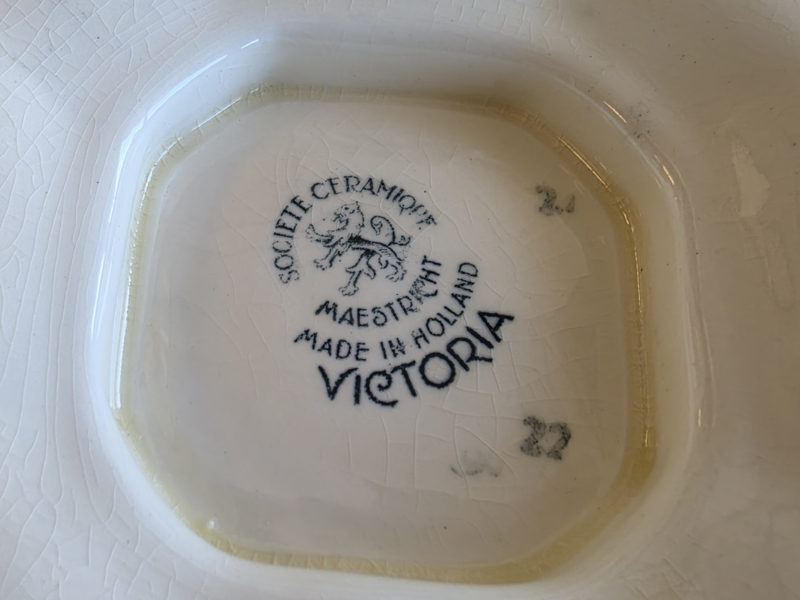 SOCIETE CERAMIQUE
MAESTRICHT
MADE IN HOLLAND
VICTORIA
22